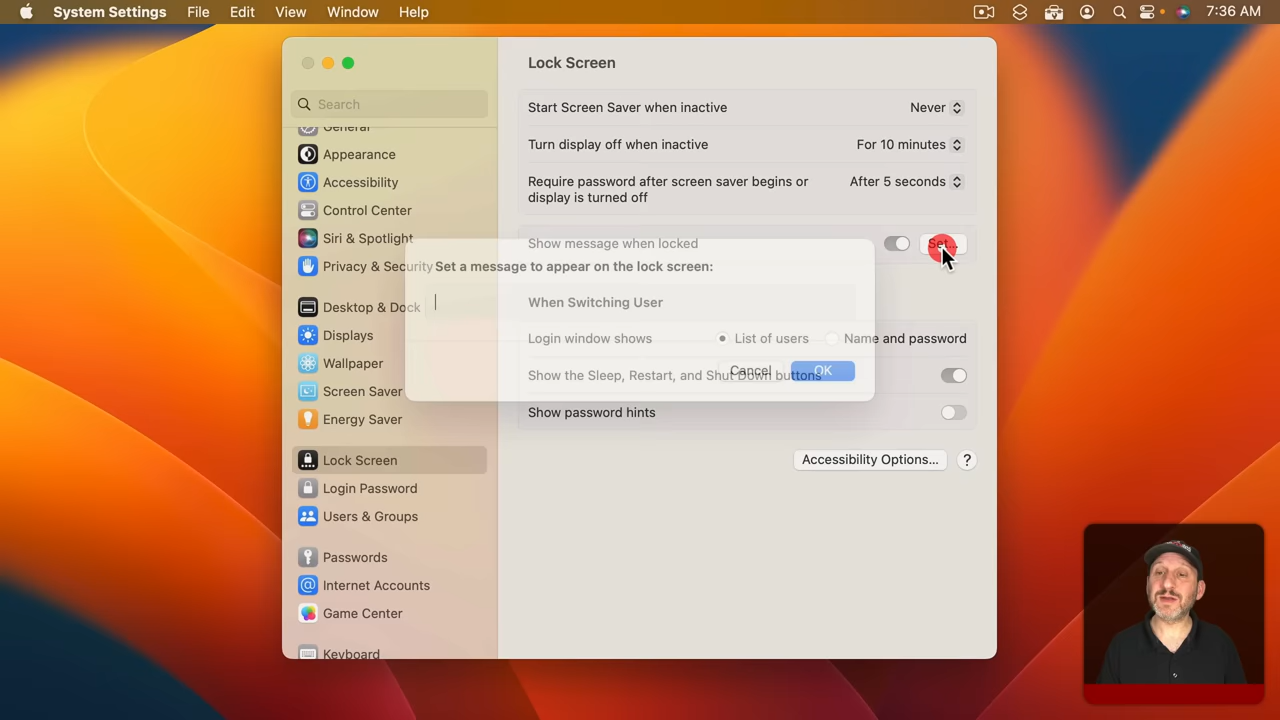 System Settings File Edit View Window Help 7:36 AM
Search
General
Appearance
Accessibility
Control Center
Siri & Spotlight
Privacy & Security
Desktop & Dock
Displays
Wallpaper
Screen Saver
Energy Saver
Lock Screen
Login Password
Users & Groups
Passwords
Internet Accounts
Game Center
Keyboard
Lock Screen
Start Screen Saver when inactive Never
Turn display off when inactive For 10 minutes
Require password after screen saver begins or After 5 seconds
display is turned off
Show message when locked Set...
Set a message to appear on the lock screen:
When Switching User
Login window shows List of users Name and password
Cancel OK
Show the Sleep, Restart, and Shut Down buttons
Show password hints
Accessibility Options... ?